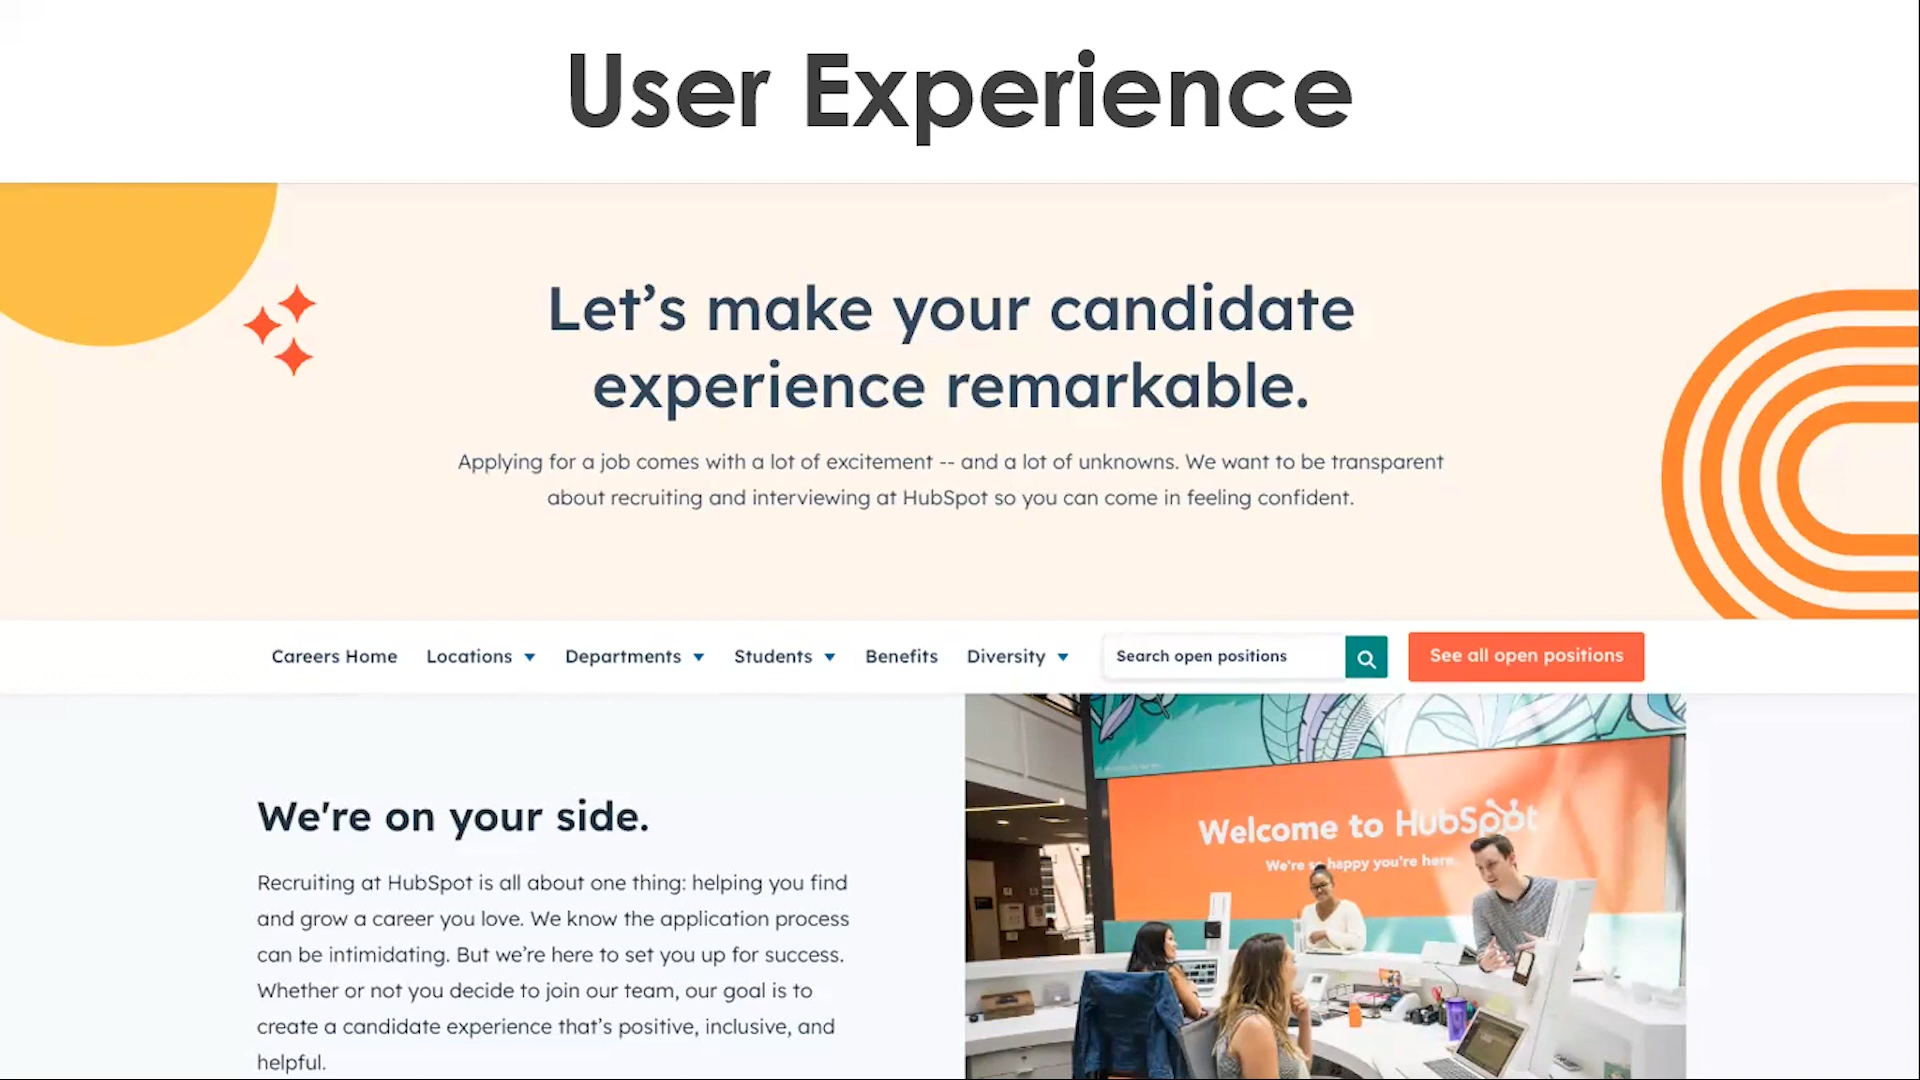 User Experience
Let’s make your candidate
experience remarkable.
Applying for a job comes with a lot of excitement -- and a lot of unknowns. We want to be transparent
about recruiting and interviewing at HubSpot so you can come in feeling confident.
Careers Home Locations Departments Students Benefits Diversity Search open positions See all open positions
We're on your side.
Recruiting at HubSpot is all about one thing: helping you find
and grow a career you love. We know the application process
can be intimidating. But we’re here to set you up for success.
Whether or not you decide to join our team, our goal is to
create a candidate experience that’s positive, inclusive, and
helpful.
Welcome to HubSpot
We're so happy you're here.